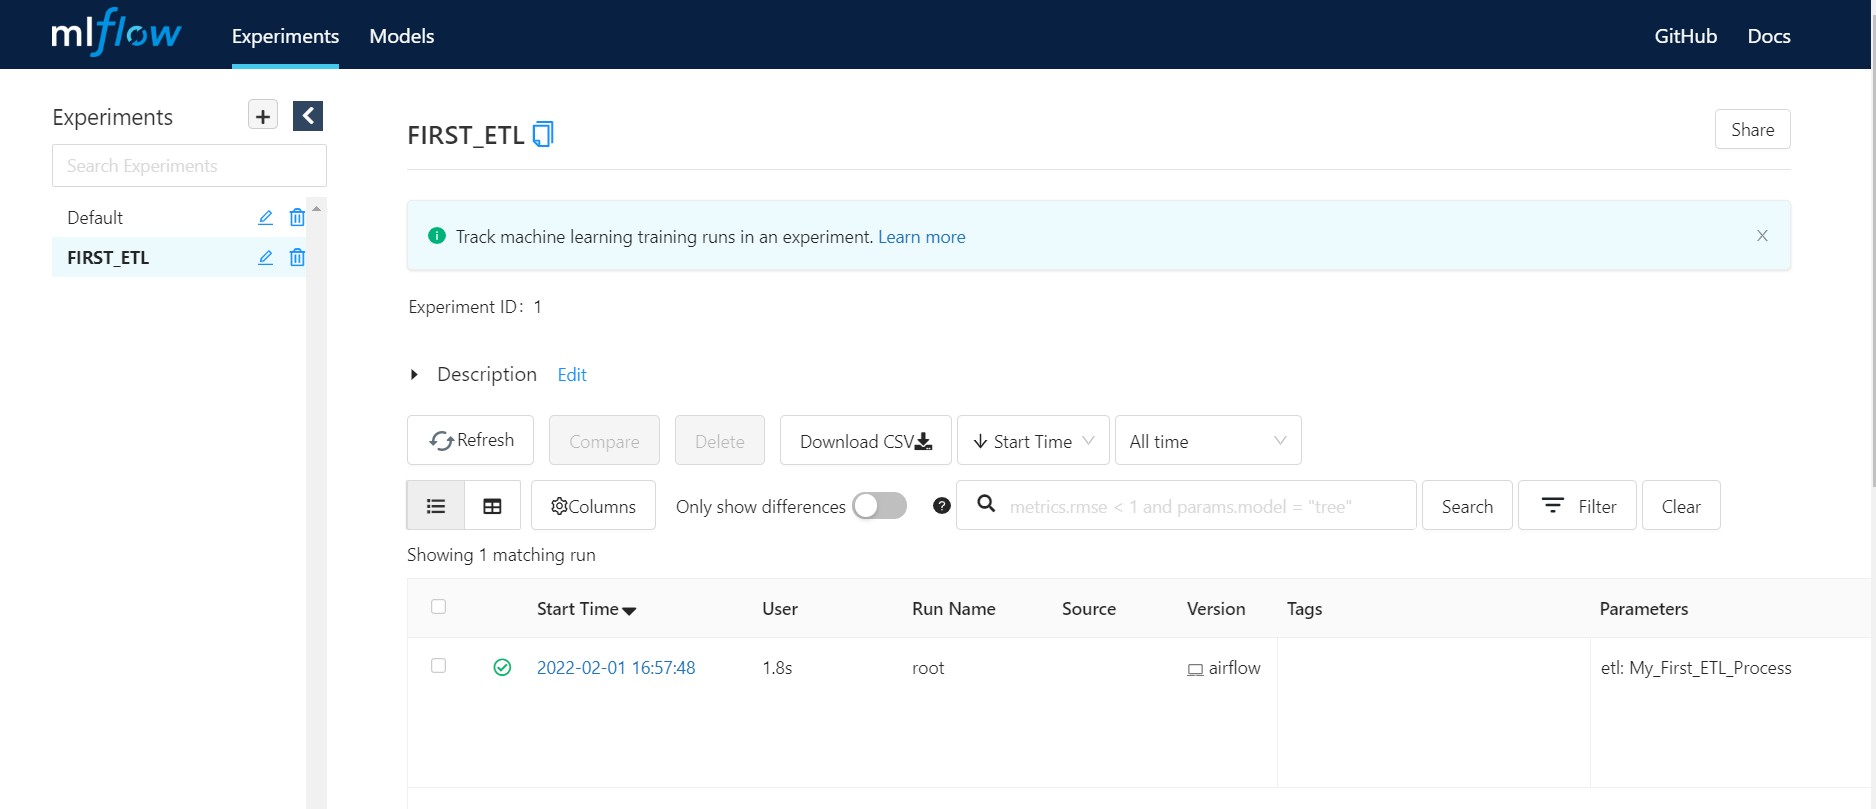 mlflow Experiments Models GitHub Docs
Experiments
Search Experiments
Default
FIRST_ETL
FIRST_ETL
Share
Track machine learning training runs in an experiment. Learn more
Experiment ID: 1
Description Edit
Refresh Compare Delete Download CSV Start Time All time
Columns Only show differences metrics.rmse < 1 and params.model = "tree" Search Filter Clear
Showing 1 matching run
Start Time User Run Name Source Version Tags Parameters
2022-02-01 16:57:48 1.8s root airflow etl: My_First_ETL_Process